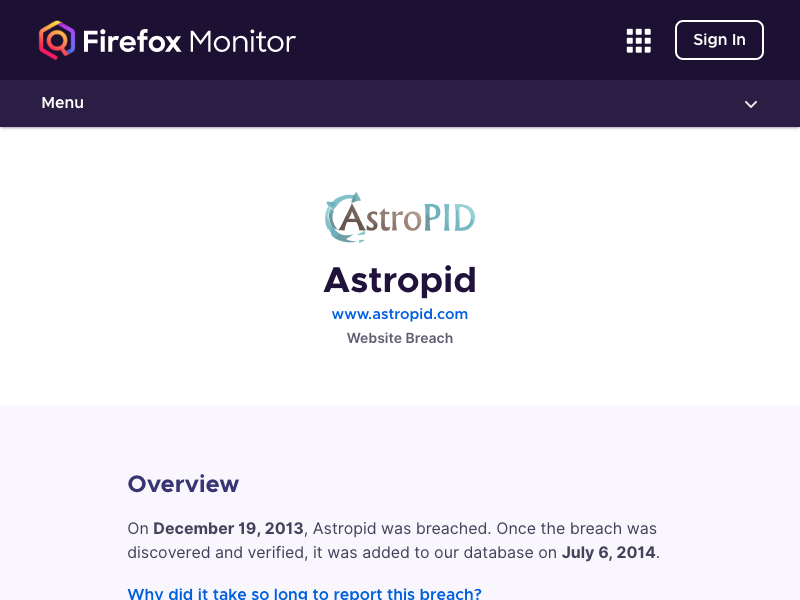 Firefox Monitor
Sign In
Menu
AstroPID
Astropid
www.astropid.com
Website Breach
Overview
On December 19, 2013, Astropid was breached. Once the breach was
discovered and verified, it was added to our database on July 6, 2014.
Why did it take so long to report this breach?